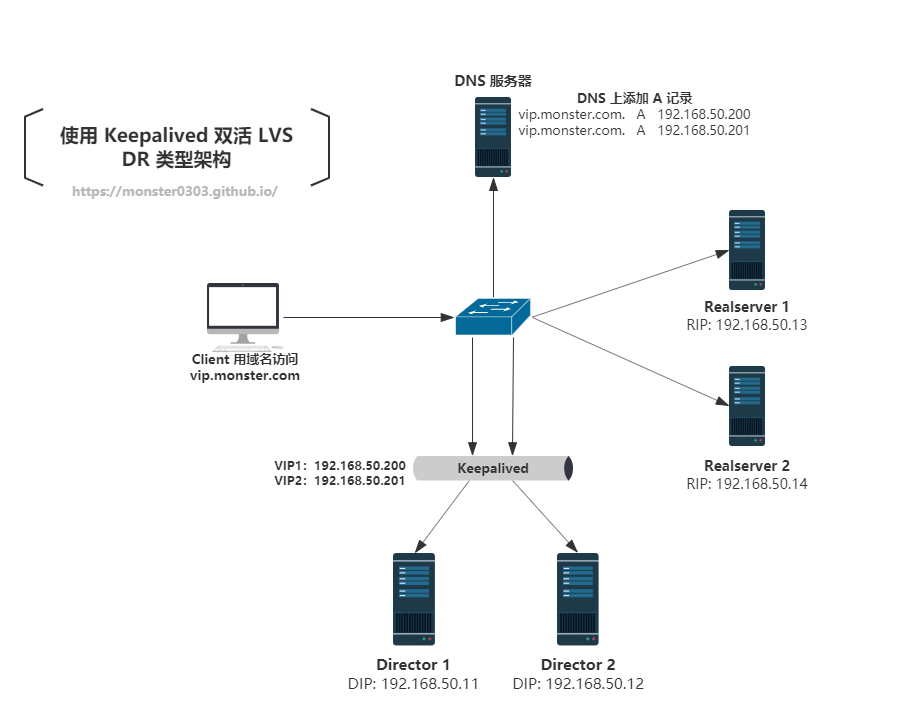 使用 Keepalived 双活 LVS
DR 类型架构
https://monster0303.github.io/
DNS 服务器
DNS 上添加 A 记录
vip.monster.com. A 192.168.50.200
vip.monster.com. A 192.168.50.201
Realserver 1
RIP: 192.168.50.13
Client 用域名访问
vip.monster.com
Realserver 2
RIP: 192.168.50.14
VIP1：192.168.50.200
VIP2：192.168.50.201
Keepalived
Director 1
DIP: 192.168.50.11
Director 2
DIP: 192.168.50.12